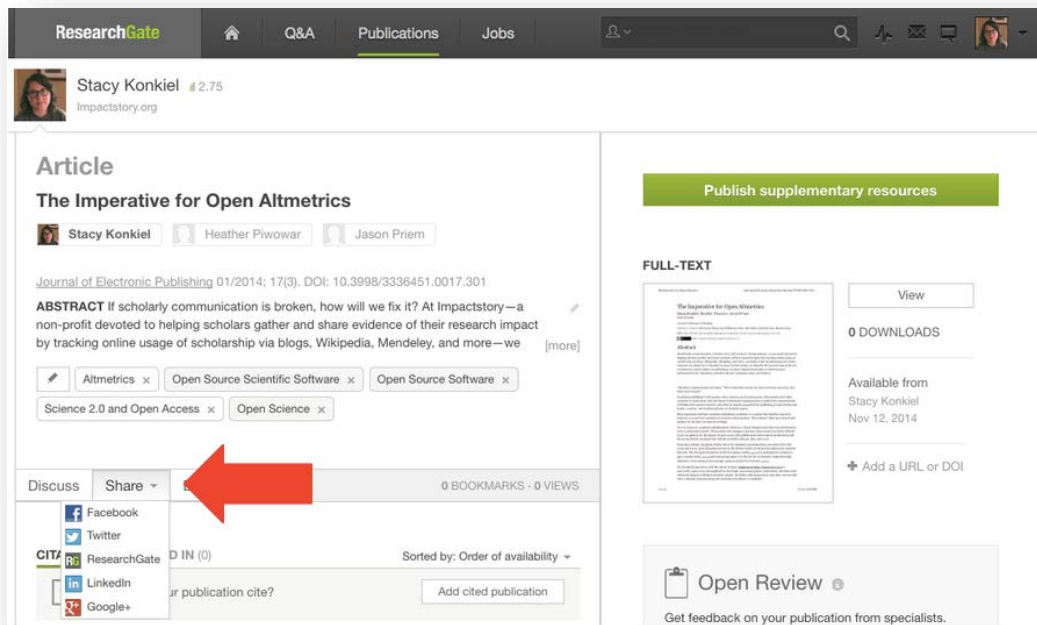 ResearchGate
Q&A
Publications
Jobs
Stacy Konkiel 2.75
Impactstory.org
Article
The Imperative for Open Altmetrics
Stacy Konkiel
Heather Piwowar
Jason Priem
Journal of Electronic Publishing 01/2014; 17(3). DOI: 10.3998/3336451.0017.301
ABSTRACT If scholarly communication is broken, how will we fix it? At Impactstory—a
non-profit devoted to helping scholars gather and share evidence of their research impact
by tracking online usage of scholarship via blogs, Wikipedia, Mendeley, and more—we [more]
Altmetrics x
Open Source Scientific Software x
Open Source Software x
Science 2.0 and Open Access x
Open Science x
Discuss
Share
0 BOOKMARKS · 0 VIEWS
Facebook
Twitter
RG ResearchGate
in LinkedIn
g+ Google+
D IN (0)
Sorted by: Order of availability
ur publication cite?
Add cited publication
Publish supplementary resources
FULL-TEXT
The Imperative for Open Altmetrics
Abstract
View
0 DOWNLOADS
Available from
Stacy Konkiel
Nov 12, 2014
Add a URL or DOI
Open Review
Get feedback on your publication from specialists.